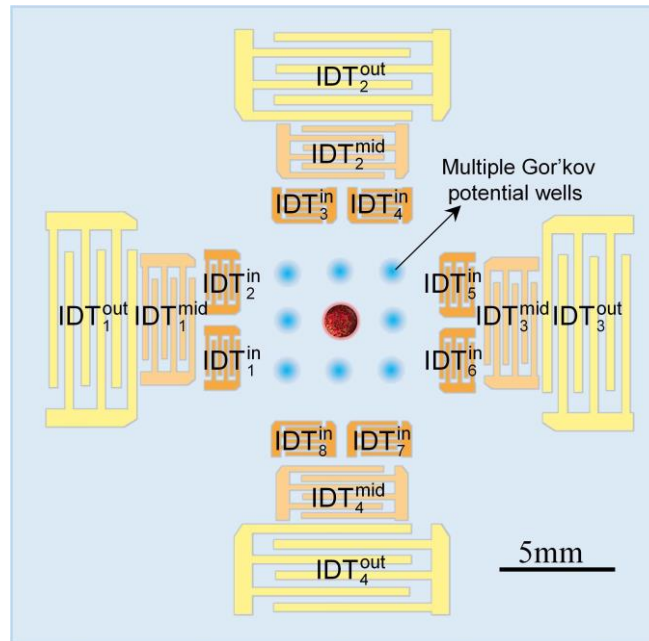 IDT₂ᵒᵘᵗ
IDT₂ᵐⁱᵈ
IDT₃ⁱⁿ IDT₄ⁱⁿ
Multiple Gor'kov
potential wells
IDT₂ⁱⁿ IDT₅ⁱⁿ
IDT₁ᵒᵘᵗ IDT₁ᵐⁱᵈ IDT₃ᵐⁱᵈ IDT₃ᵒᵘᵗ
IDT₁ⁱⁿ IDT₆ⁱⁿ
IDT₈ⁱⁿ IDT₇ⁱⁿ
IDT₄ᵐⁱᵈ
IDT₄ᵒᵘᵗ
5mm